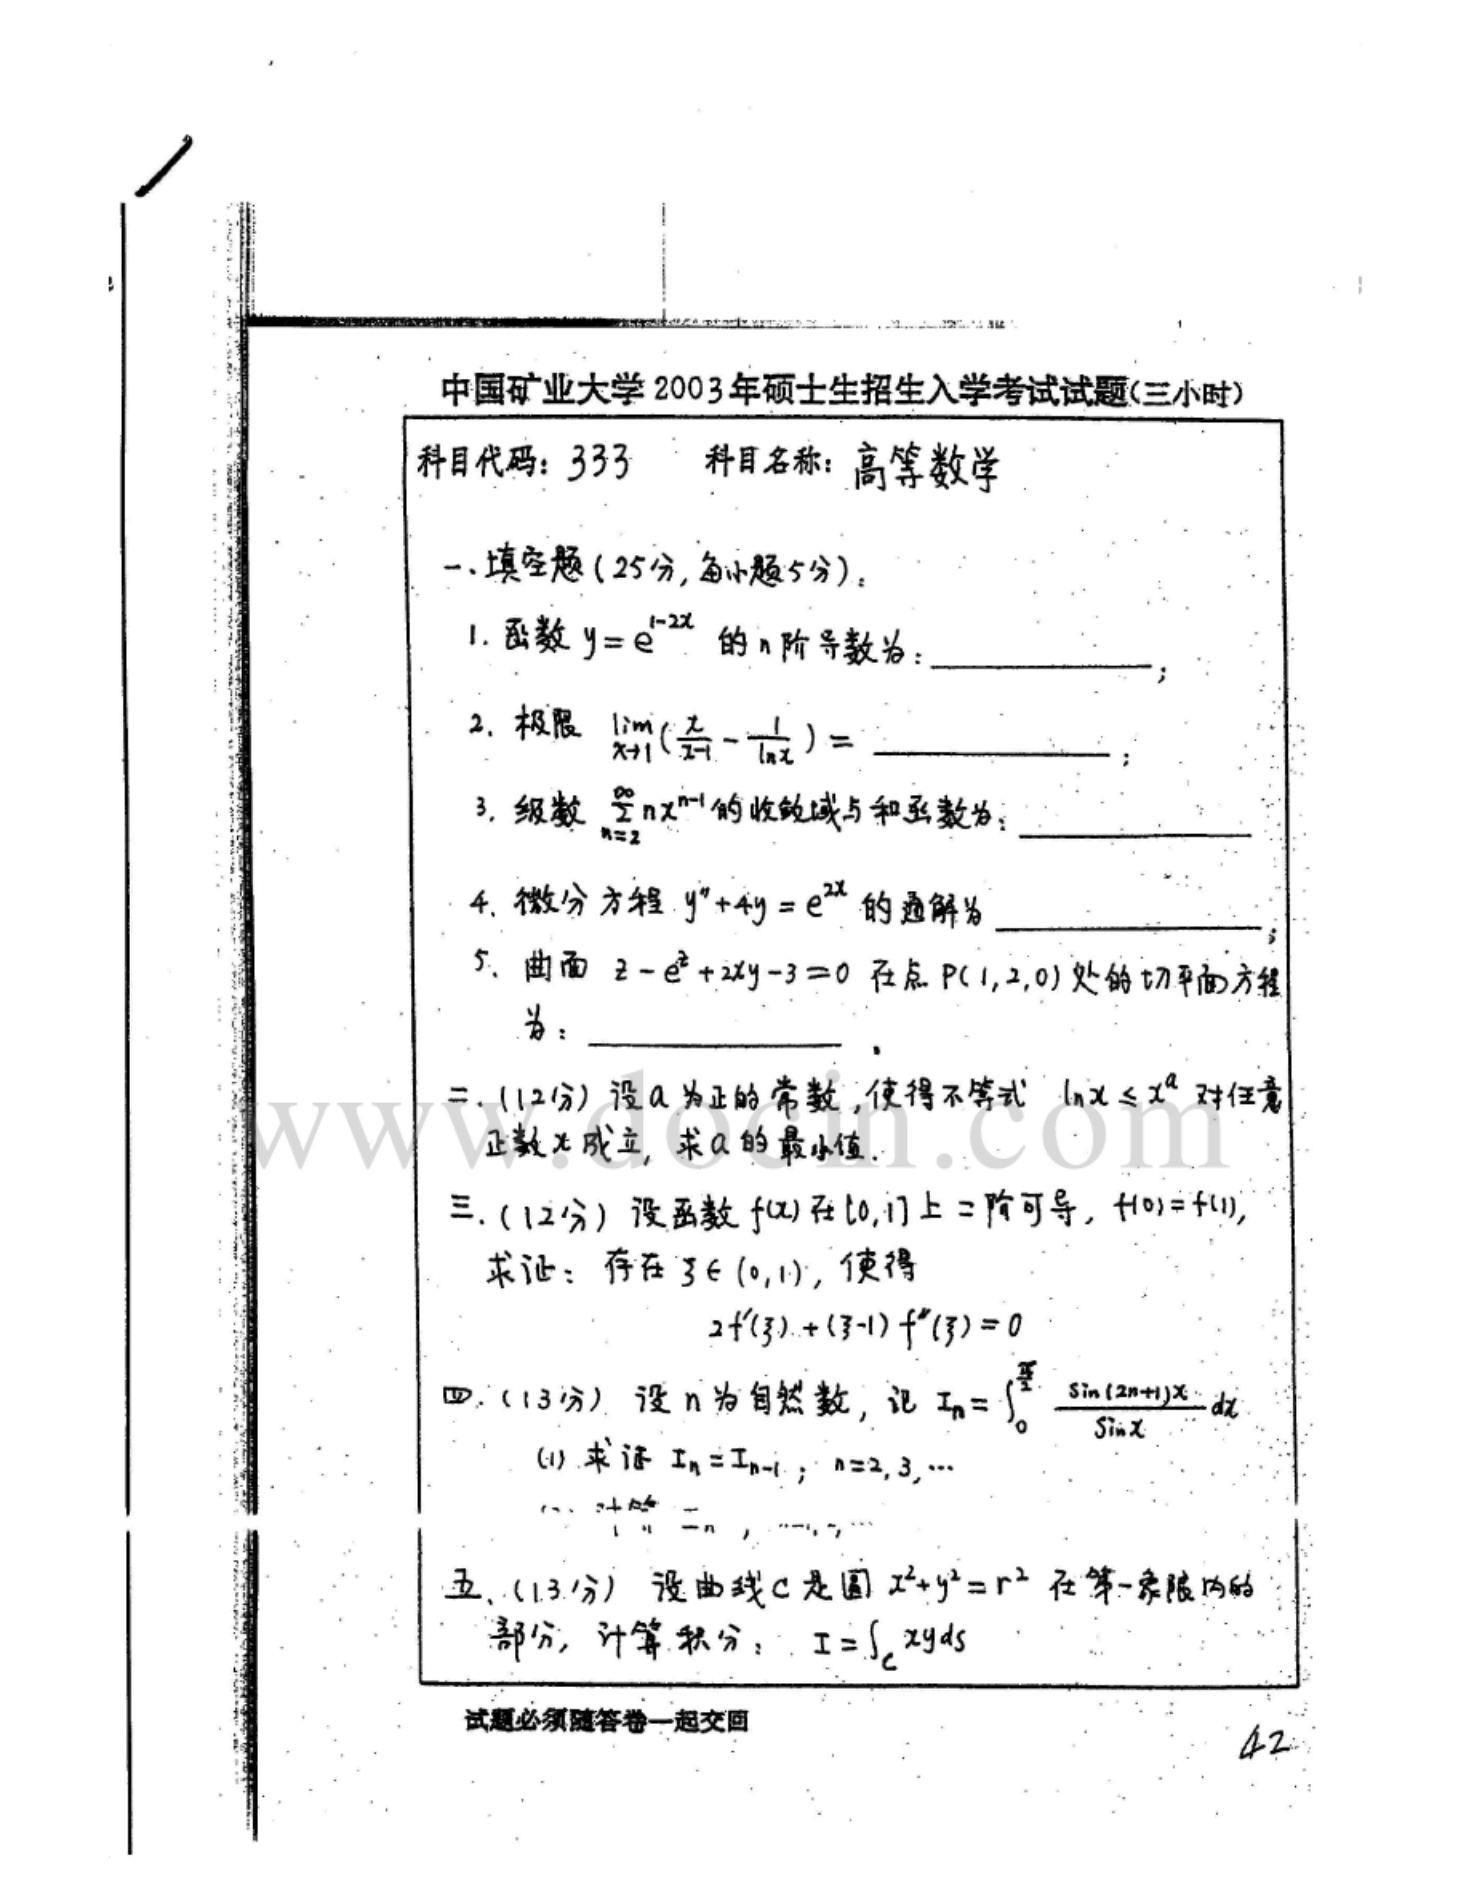 中国矿业大学2003年硕士生招生入学考试试题(三小时)
科目代码: 333 科目名称: 高等数学
一、填空题(25分, 每小题5分):
1. 函数 y = e^{1-2x} 的 n 阶导数为: ________ ;
2. 极限 lim_{x→1} ( x/(x-1) - 1/ln x ) = ________ ;
3. 级数 ∑_{n=2}^{∞} n x^{n-1} 的收敛域与和函数为: ________
4. 微分方程 y″ + 4y = e^{2x} 的通解为 ________ ;
5. 曲面 z - e^z + 2xy - 3 = 0 在点 P(1,2,0) 处的切平面方程
为: ________ .
二. (12分) 设 a 为正的常数, 使得不等式 ln x ≤ x^a 对任意
正数 x 成立, 求 a 的最小值.
三. (12分) 设函数 f(x) 在 [0,1] 上二阶可导, f(0) = f(1),
求证: 存在 ξ ∈ (0,1), 使得
2f′(ξ) + (ξ-1) f″(ξ) = 0
四. (13分) 设 n 为自然数, 记 I_n = ∫_0^{π/2} sin(2n+1)x / sin x dx
(1) 求证 I_n = I_{n-1} ; n = 2, 3, …
计算
五、(13分) 设曲线 C 是圆 x² + y² = r² 在第一象限内的
部分, 计算积分: I = ∫_C xy ds
试题必须随答卷一起交回
42
www.docin.com